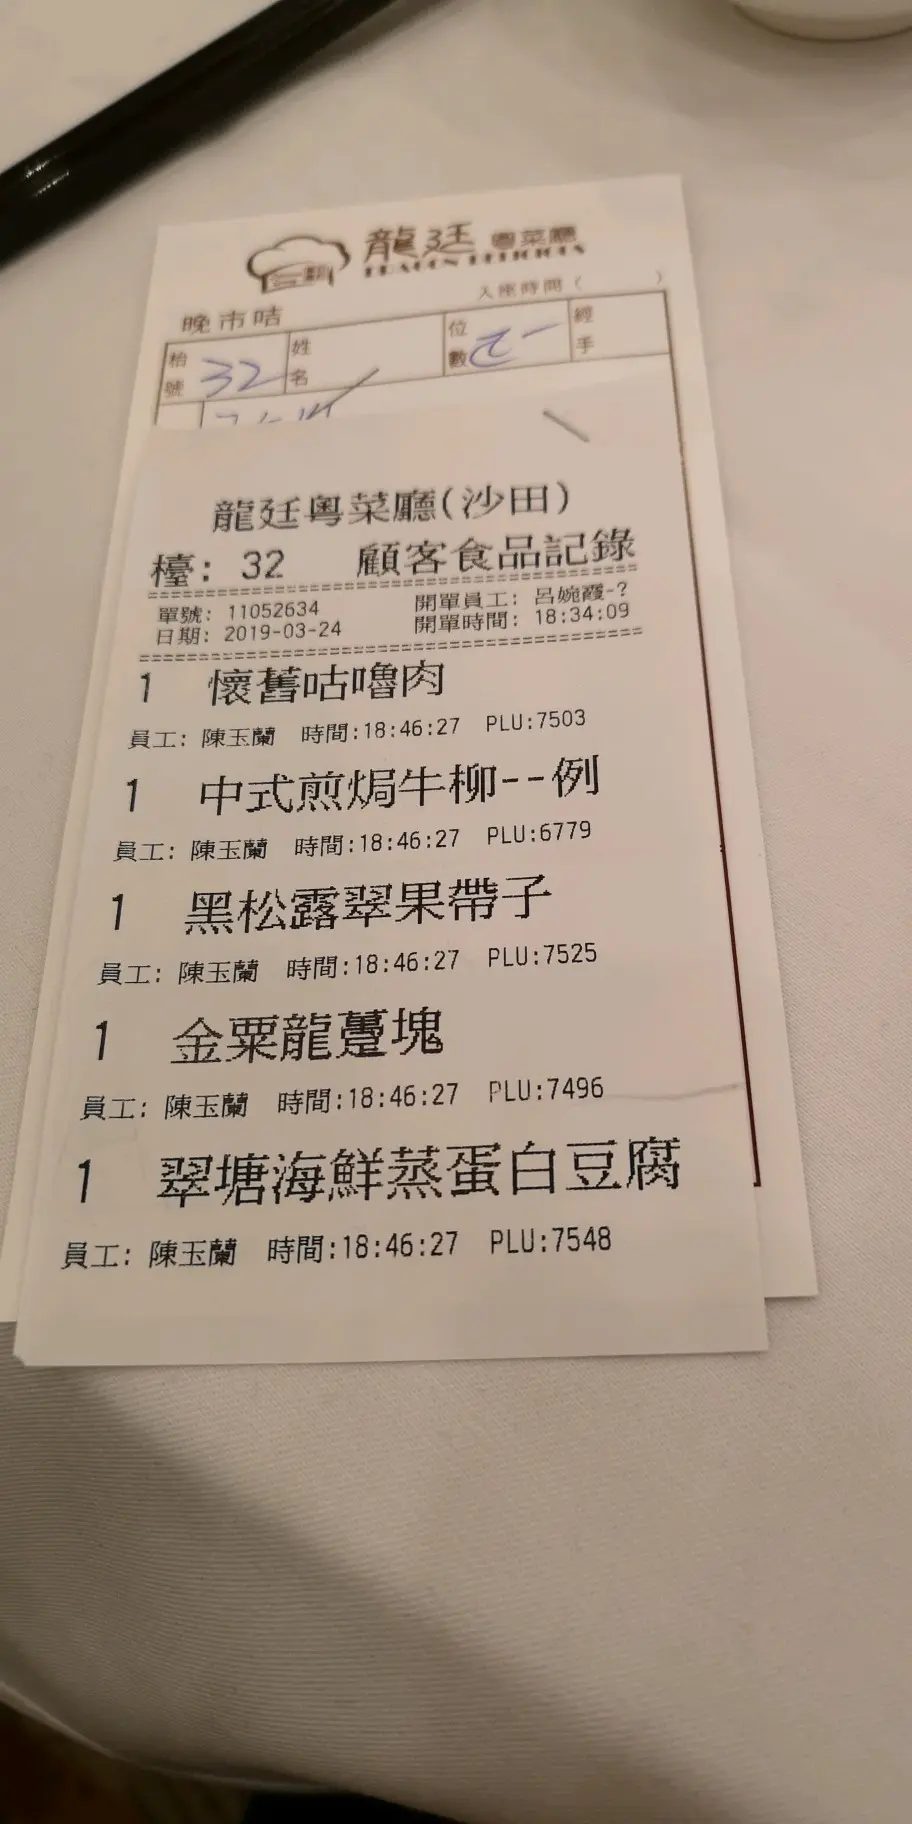 龍廷 粵菜廳
DRAGON DELICIOUS
入座時間 ( )
晚市咭
枱號 32 姓名 位數 經手
龍廷粵菜廳(沙田)
檯: 32 顧客食品記錄
單號: 11052634 開單員工: 呂婉霞-?
日期: 2019-03-24 開單時間: 18:34:09
1 懷舊咕嚕肉
員工: 陳玉蘭 時間:18:46:27 PLU:7503
1 中式煎焗牛柳--例
員工: 陳玉蘭 時間:18:46:27 PLU:6779
1 黑松露翠果帶子
員工: 陳玉蘭 時間:18:46:27 PLU:7525
1 金粟龍躉塊
員工: 陳玉蘭 時間:18:46:27 PLU:7496
1 翠塘海鮮蒸蛋白豆腐
員工: 陳玉蘭 時間:18:46:27 PLU:7548